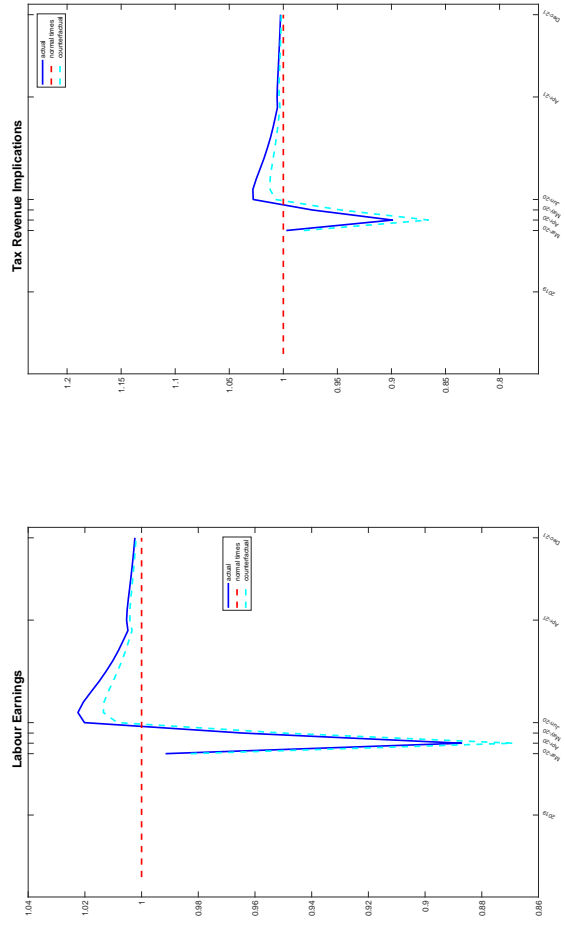 Labour Earnings
1.04
1.02
1
0.98
0.96
0.94
0.92
0.9
0.88
0.86
2019
Mar-20
Apr-20
May-20
Jun-20
Apr-21
Dec-21
actual
normal times
counterfactual
Tax Revenue Implications
1.2
1.15
1.1
1.05
1
0.95
0.9
0.85
0.8
2019
Mar-20
Apr-20
May-20
Jun-20
Apr-21
Dec-21
actual
normal times
counterfactual